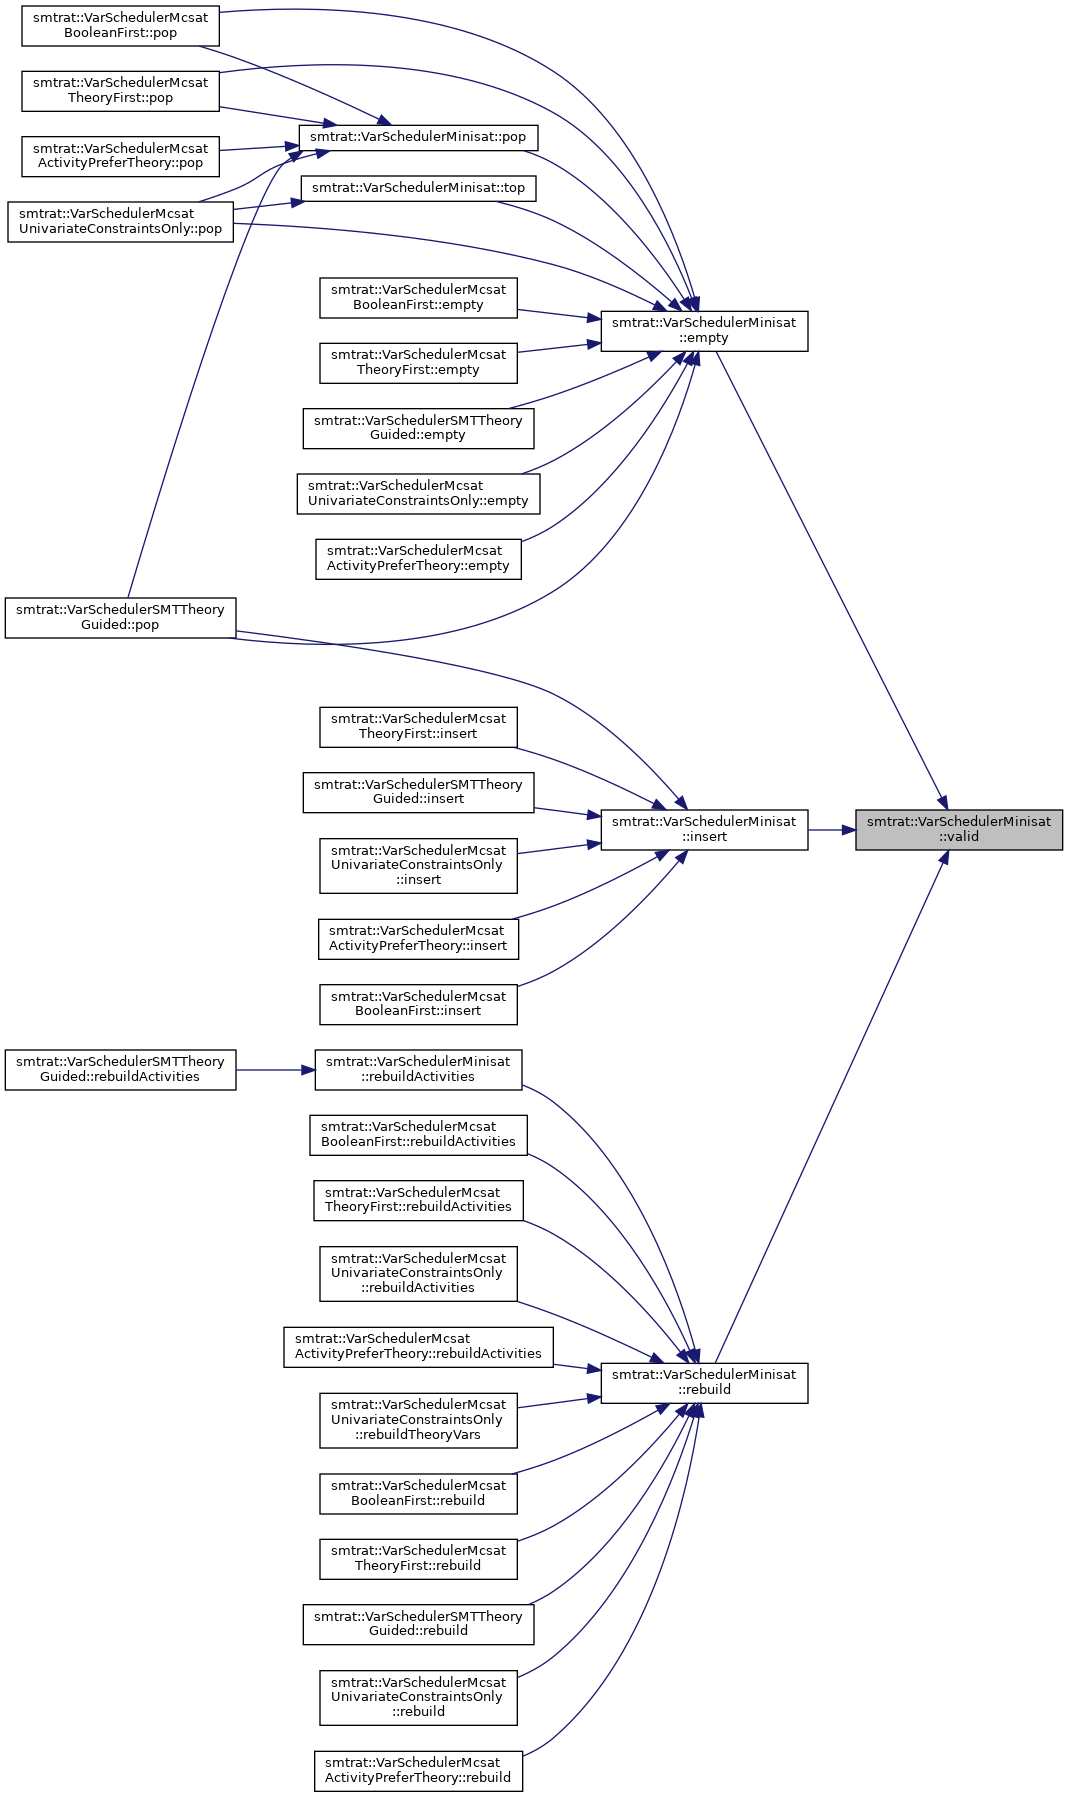 smtrat::VarSchedulerMcsat
BooleanFirst::pop
smtrat::VarSchedulerMcsat
TheoryFirst::pop
smtrat::VarSchedulerMinisat::pop
smtrat::VarSchedulerMcsat
ActivityPreferTheory::pop
smtrat::VarSchedulerMinisat::top
smtrat::VarSchedulerMcsat
UnivariateConstraintsOnly::pop
smtrat::VarSchedulerMcsat
BooleanFirst::empty
smtrat::VarSchedulerMinisat
::empty
smtrat::VarSchedulerMcsat
TheoryFirst::empty
smtrat::VarSchedulerSMTTheory
Guided::empty
smtrat::VarSchedulerMcsat
UnivariateConstraintsOnly::empty
smtrat::VarSchedulerMcsat
ActivityPreferTheory::empty
smtrat::VarSchedulerSMTTheory
Guided::pop
smtrat::VarSchedulerMcsat
TheoryFirst::insert
smtrat::VarSchedulerSMTTheory
Guided::insert
smtrat::VarSchedulerMinisat
::insert
smtrat::VarSchedulerMinisat
::valid
smtrat::VarSchedulerMcsat
UnivariateConstraintsOnly
::insert
smtrat::VarSchedulerMcsat
ActivityPreferTheory::insert
smtrat::VarSchedulerMcsat
BooleanFirst::insert
smtrat::VarSchedulerSMTTheory
Guided::rebuildActivities
smtrat::VarSchedulerMinisat
::rebuildActivities
smtrat::VarSchedulerMcsat
BooleanFirst::rebuildActivities
smtrat::VarSchedulerMcsat
TheoryFirst::rebuildActivities
smtrat::VarSchedulerMcsat
UnivariateConstraintsOnly
::rebuildActivities
smtrat::VarSchedulerMcsat
ActivityPreferTheory::rebuildActivities
smtrat::VarSchedulerMinisat
::rebuild
smtrat::VarSchedulerMcsat
UnivariateConstraintsOnly
::rebuildTheoryVars
smtrat::VarSchedulerMcsat
BooleanFirst::rebuild
smtrat::VarSchedulerMcsat
TheoryFirst::rebuild
smtrat::VarSchedulerSMTTheory
Guided::rebuild
smtrat::VarSchedulerMcsat
UnivariateConstraintsOnly
::rebuild
smtrat::VarSchedulerMcsat
ActivityPreferTheory::rebuild